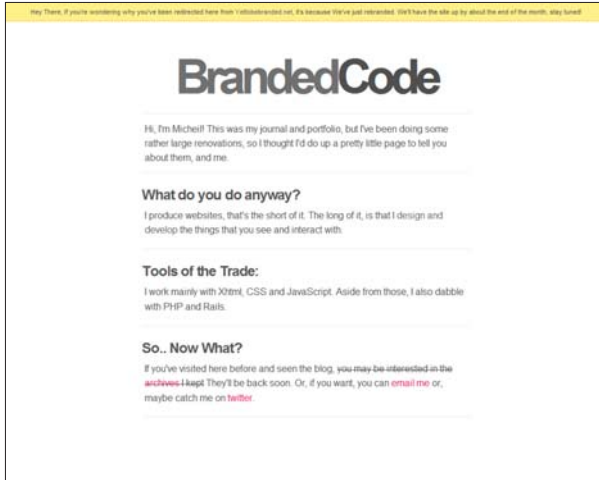 Hey There, if you're wondering why you've been redirected here from it's because We've just rebranded. We'll have the site up by about the end of the month, stay tuned!
BrandedCode
Hi, I'm Micheil! This was my journal and portfolio, but I've been doing some
rather large renovations, so I thought I'd do up a pretty little page to tell you
about them, and me.
What do you do anyway?
I produce websites, that's the short of it. The long of it, is that I design and
develop the things that you see and interact with.
Tools of the Trade:
I work mainly with Xhtml, CSS and JavaScript. Aside from those, I also dabble
with PHP and Rails.
So.. Now What?
If you've visited here before and seen the blog, you may be interested in the
archives I kept They'll be back soon. Or, if you want, you can email me or,
maybe catch me on twitter.